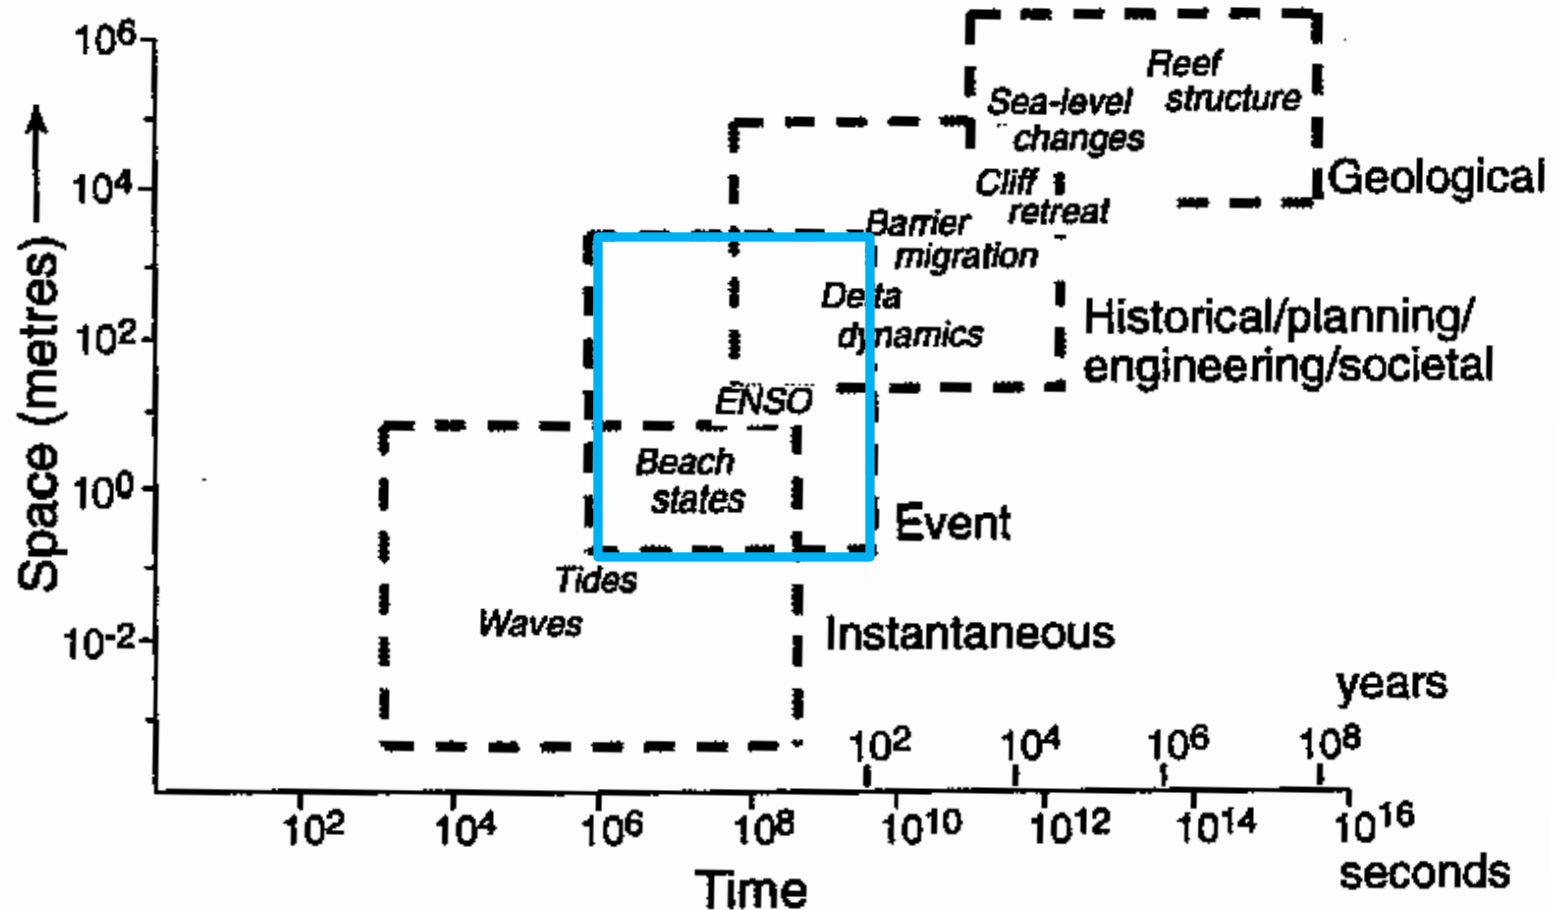 10⁶
10⁴
10²
10⁰
10⁻²
Space (metres)
Reef
structure
Sea-level
changes
Geological
Cliff
retreat
Barrier
migration
Delta
dynamics
Historical/planning/
engineering/societal
ENSO
Beach
states
Event
Tides
Waves
Instantaneous
years
10² 10⁴ 10⁶ 10⁸
10² 10⁴ 10⁶ 10⁸ 10¹⁰ 10¹² 10¹⁴ 10¹⁶
seconds
Time